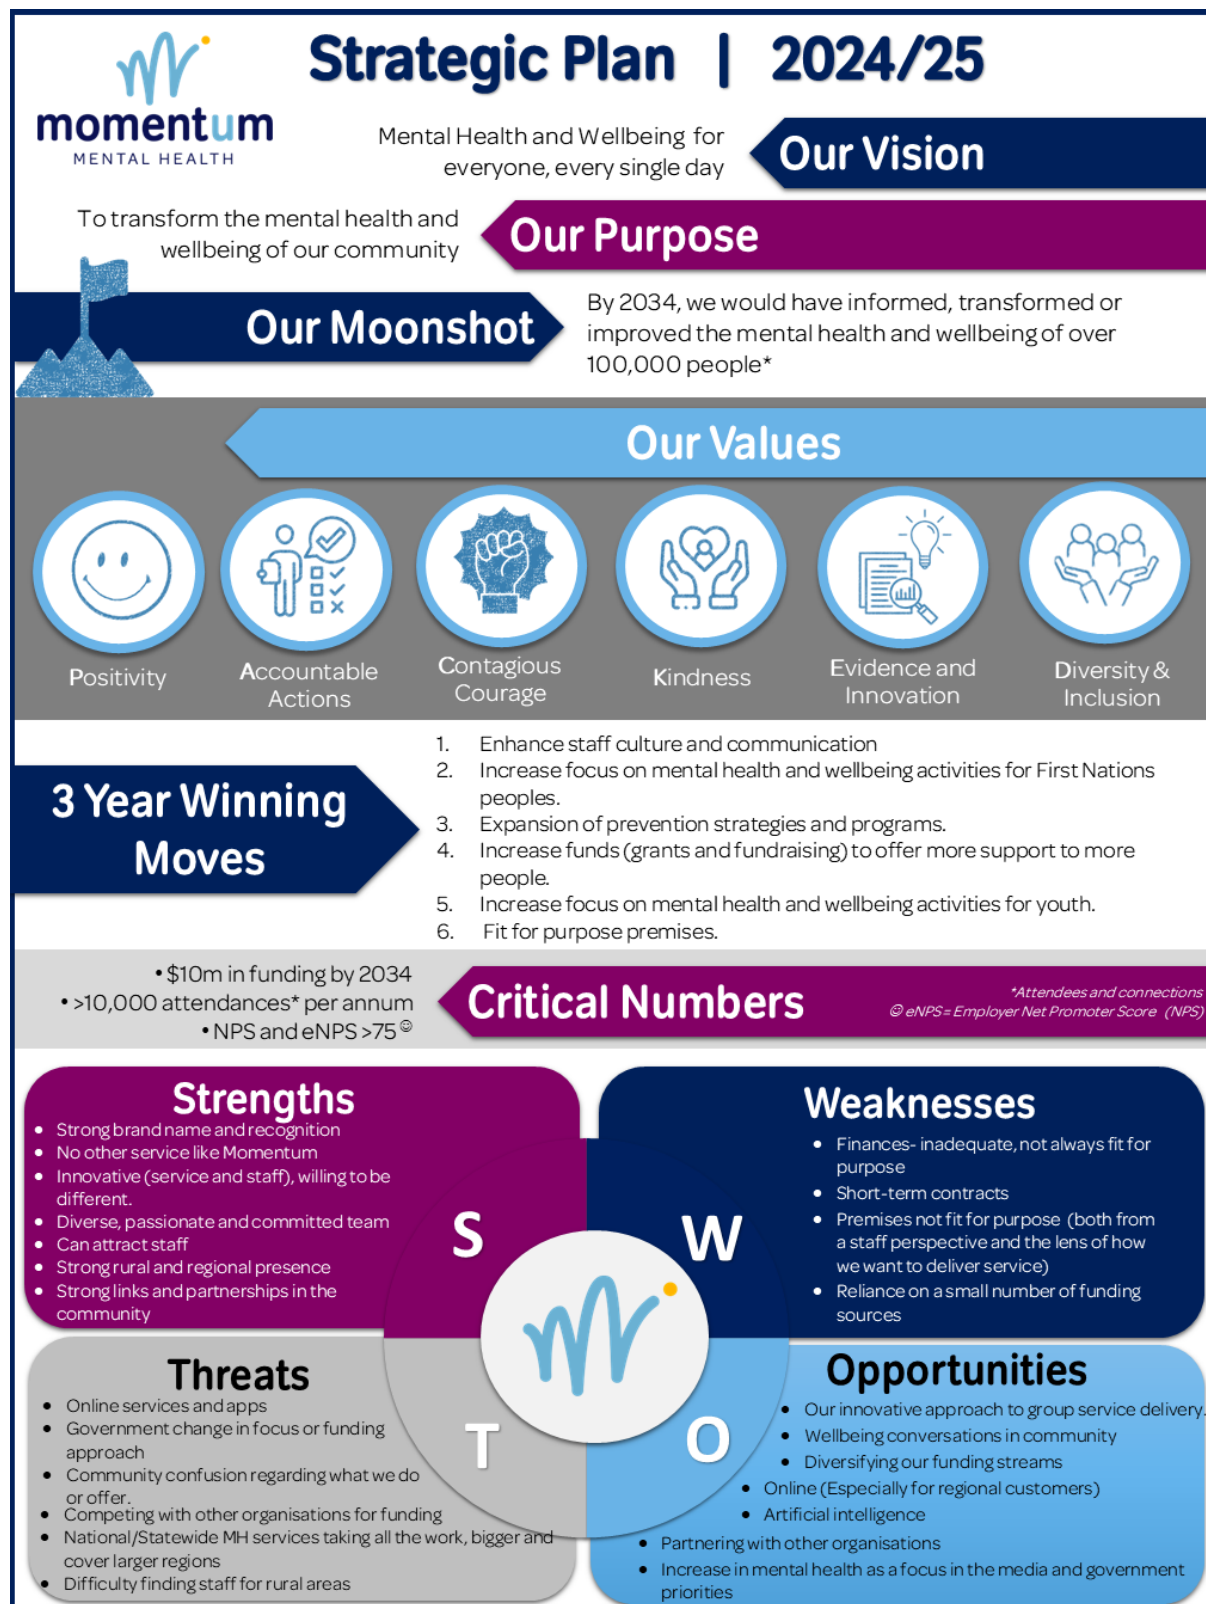 momentum
MENTAL HEALTH
Strategic Plan | 2024/25
Mental Health and Wellbeing for
everyone, every single day
Our Vision
To transform the mental health and
wellbeing of our community
Our Purpose
Our Moonshot
By 2034, we would have informed, transformed or
improved the mental health and wellbeing of over
100,000 people*
Our Values
Positivity
Accountable
Actions
Contagious
Courage
Kindness
Evidence and
Innovation
Diversity &
Inclusion
3 Year Winning
Moves
1. Enhance staff culture and communication
2. Increase focus on mental health and wellbeing activities for First Nations
peoples.
3. Expansion of prevention strategies and programs.
4. Increase funds (grants and fundraising) to offer more support to more
people.
5. Increase focus on mental health and wellbeing activities for youth.
6. Fit for purpose premises.
• $10m in funding by 2034
• >10,000 attendances* per annum
• NPS and eNPS >75 ☺
Critical Numbers
*Attendees and connections
☺ eNPS= Employer Net Promoter Score (NPS)
Strengths
• Strong brand name and recognition
• No other service like Momentum
• Innovative (service and staff), willing to be
different.
• Diverse, passionate and committed team
• Can attract staff
• Strong rural and regional presence
• Strong links and partnerships in the
community
S
Weaknesses
• Finances- inadequate, not always fit for
purpose
• Short-term contracts
• Premises not fit for purpose (both from
a staff perspective and the lens of how
we want to deliver service)
• Reliance on a small number of funding
sources
W
Threats
• Online services and apps
• Government change in focus or funding
approach
• Community confusion regarding what we do
or offer.
• Competing with other organisations for funding
• National/Statewide MH services taking all the work, bigger and
cover larger regions
• Difficulty finding staff for rural areas
T
Opportunities
• Our innovative approach to group service delivery.
• Wellbeing conversations in community
• Diversifying our funding streams
• Online (Especially for regional customers)
• Artificial intelligence
• Partnering with other organisations
• Increase in mental health as a focus in the media and government
priorities
O